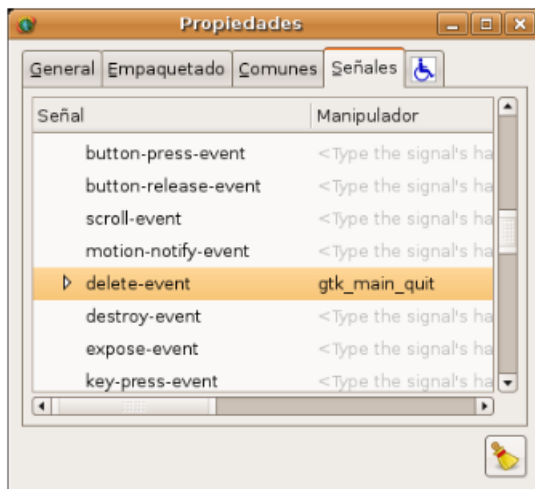 Propiedades
General Empaquetado Comunes Señales
Señal Manipulador
button-press-event <Type the signal's ha
button-release-event <Type the signal's ha
scroll-event <Type the signal's ha
motion-notify-event <Type the signal's ha
delete-event gtk_main_quit
destroy-event <Type the signal's ha
expose-event <Type the signal's ha
key-press-event <Type the signal's ha